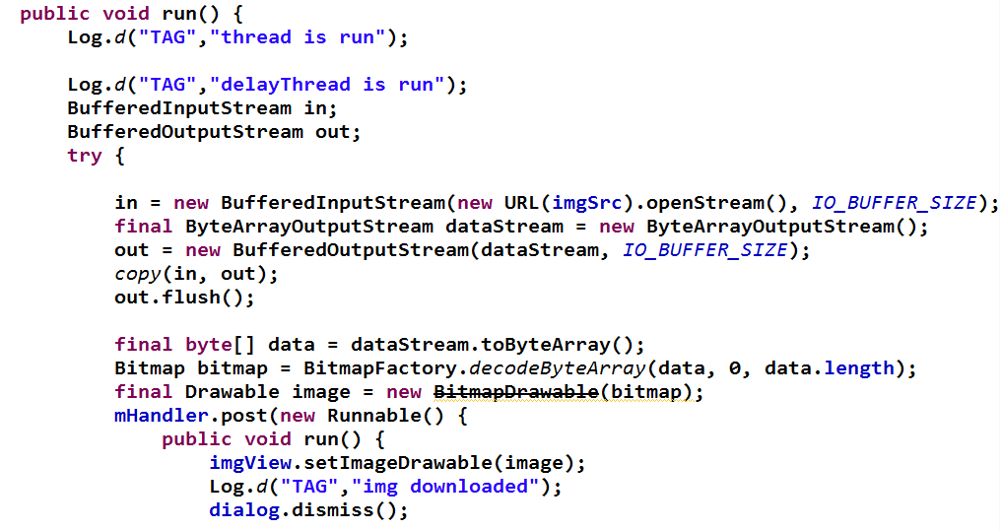 public void run() {
    Log.d("TAG","thread is run");
    Log.d("TAG","delayThread is run");
    BufferedInputStream in;
    BufferedOutputStream out;
    try {
        in = new BufferedInputStream(new URL(imgSrc).openStream(), IO_BUFFER_SIZE);
        final ByteArrayOutputStream dataStream = new ByteArrayOutputStream();
        out = new BufferedOutputStream(dataStream, IO_BUFFER_SIZE);
        copy(in, out);
        out.flush();
        final byte[] data = dataStream.toByteArray();
        Bitmap bitmap = BitmapFactory.decodeByteArray(data, 0, data.length);
        final Drawable image = new BitmapDrawable(bitmap);
        mHandler.post(new Runnable() {
            public void run() {
                imgView.setImageDrawable(image);
                Log.d("TAG","img downloaded");
                dialog.dismiss();